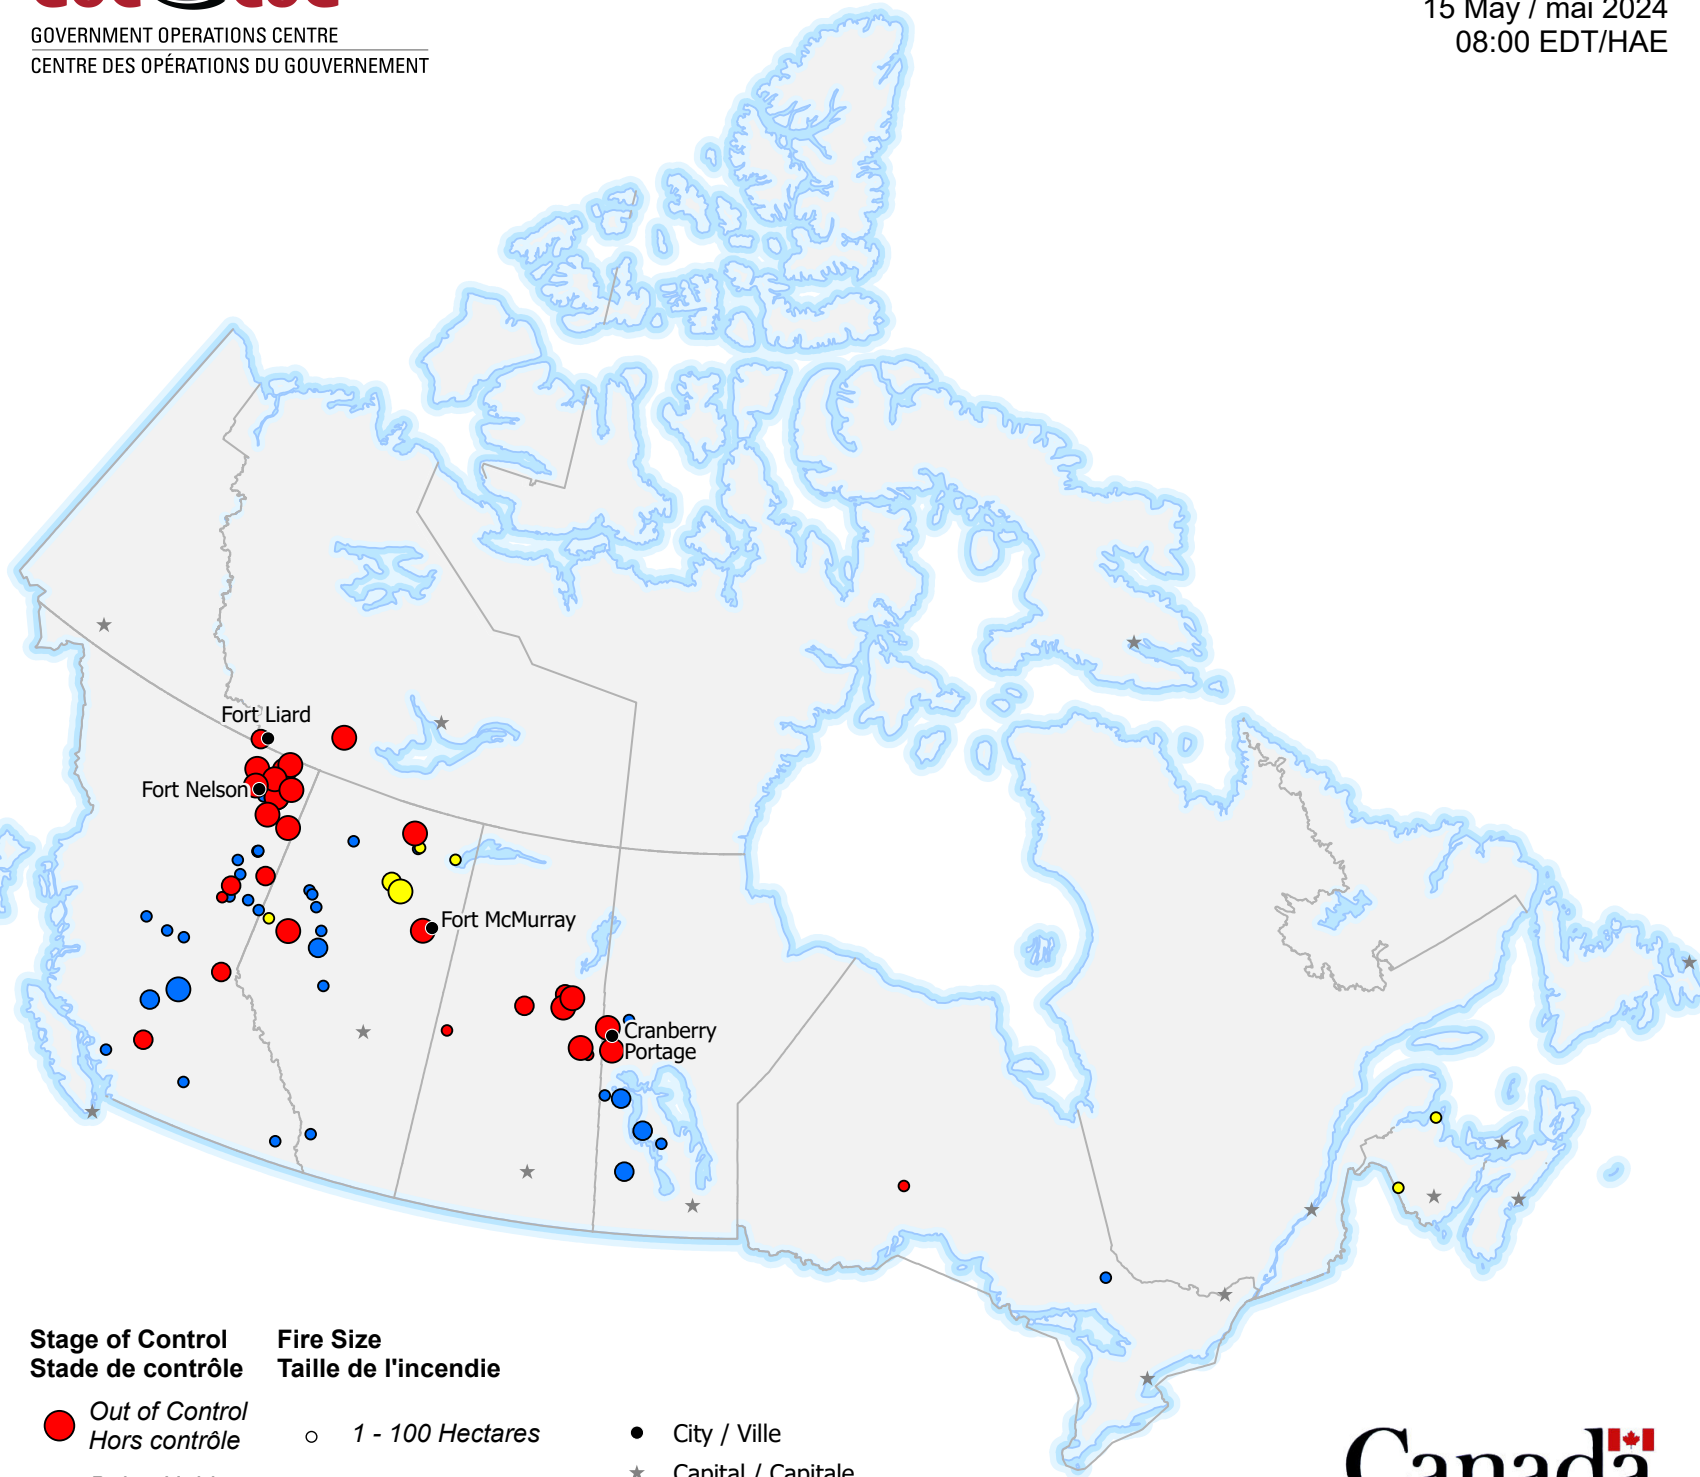 15 May / mai 2024
08:00 EDT/HAE
GOVERNMENT OPERATIONS CENTRE
CENTRE DES OPÉRATIONS DU GOUVERNEMENT
Fort Liard
Fort Nelson
Fort McMurray
Cranberry
Portage
Stage of Control
Stade de contrôle
Fire Size
Taille de l'incendie
Out of Control
Hors contrôle
1 - 100 Hectares
City / Ville
Capital / Capitale
Canada